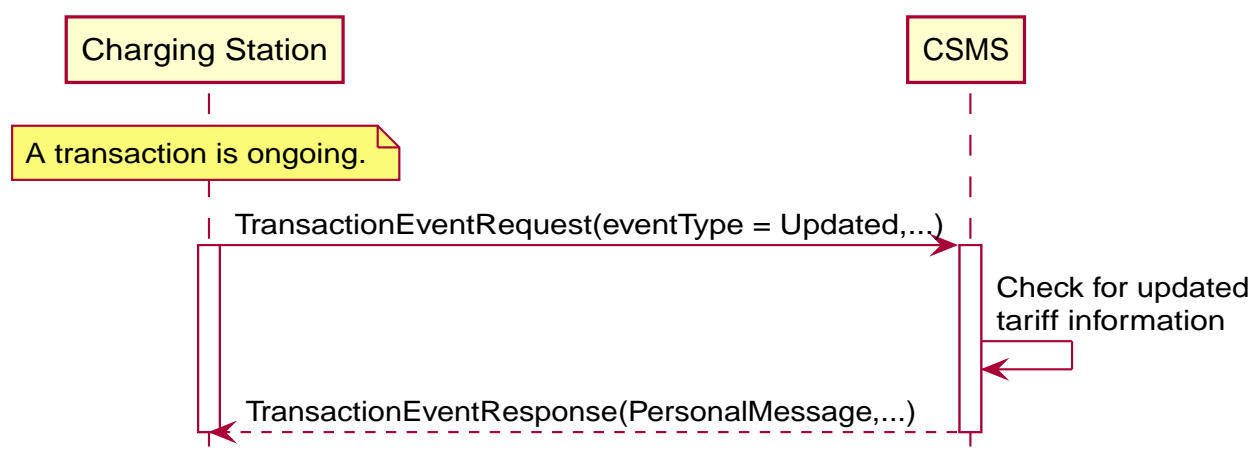 Charging Station
CSMS
A transaction is ongoing.
TransactionEventRequest(eventType = Updated,...)
Check for updated
tariff information
TransactionEventResponse(PersonalMessage,...)